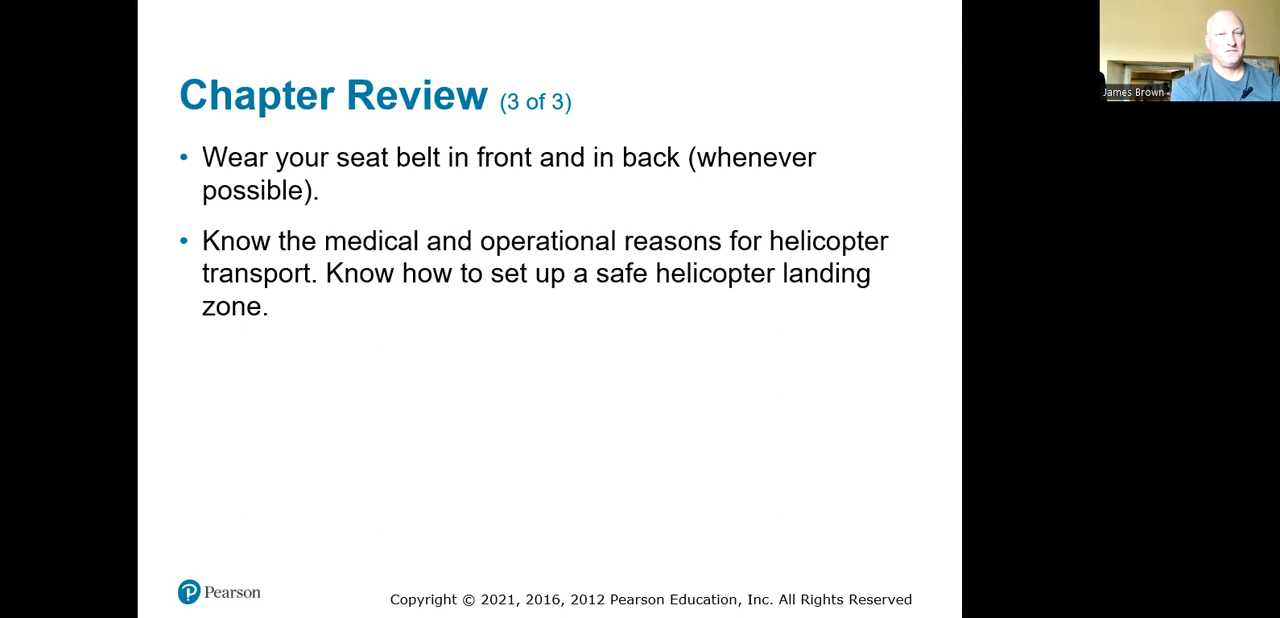 Chapter Review (3 of 3)
• Wear your seat belt in front and in back (whenever
possible).
• Know the medical and operational reasons for helicopter
transport. Know how to set up a safe helicopter landing
zone.
Pearson
Copyright © 2021, 2016, 2012 Pearson Education, Inc. All Rights Reserved
James Brown